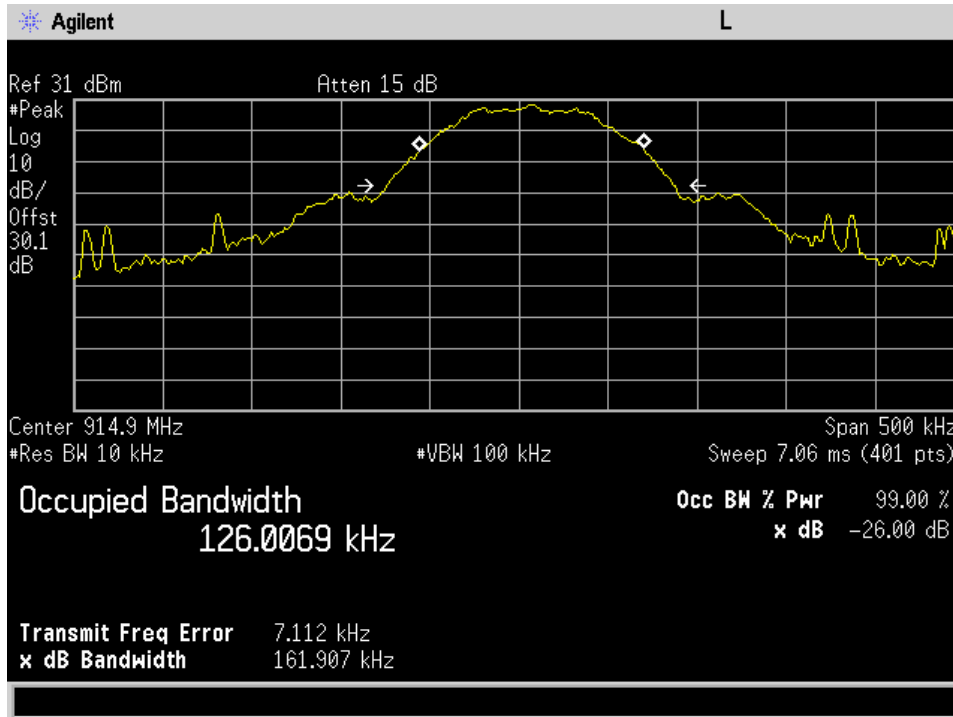 Agilent L
Ref 31 dBm Atten 15 dB
#Peak
Log
10
dB/
Offst
30.1
dB
Center 914.9 MHz Span 500 kHz
#Res BW 10 kHz #VBW 100 kHz Sweep 7.06 ms (401 pts)
Occupied Bandwidth Occ BW % Pwr 99.00 %
126.0069 kHz x dB -26.00 dB
Transmit Freq Error 7.112 kHz
x dB Bandwidth 161.907 kHz